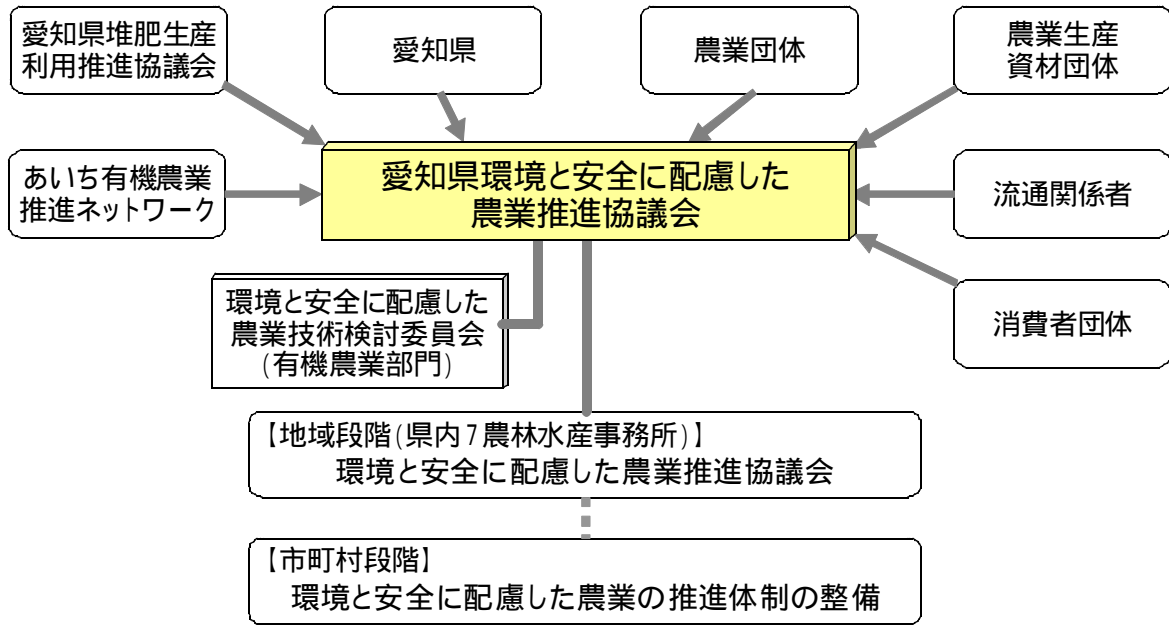 愛知県堆肥生産
利用推進協議会
愛知県
農業団体
農業生産
資材団体
あいち有機農業
推進ネットワーク
愛知県環境と安全に配慮した
農業推進協議会
流通関係者
環境と安全に配慮した
農業技術検討委員会
(有機農業部門)
消費者団体
【地域段階(県内7農林水産事務所)】
環境と安全に配慮した農業推進協議会
【市町村段階】
環境と安全に配慮した農業の推進体制の整備